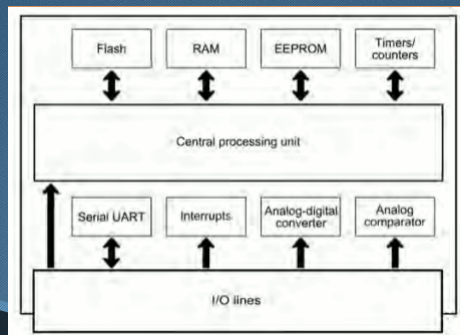 Flash
RAM
EEPROM
Timers/
counters
Central processing unit
Serial UART
Interrupts
Analog-digital
converter
Analog
comparator
I/O lines